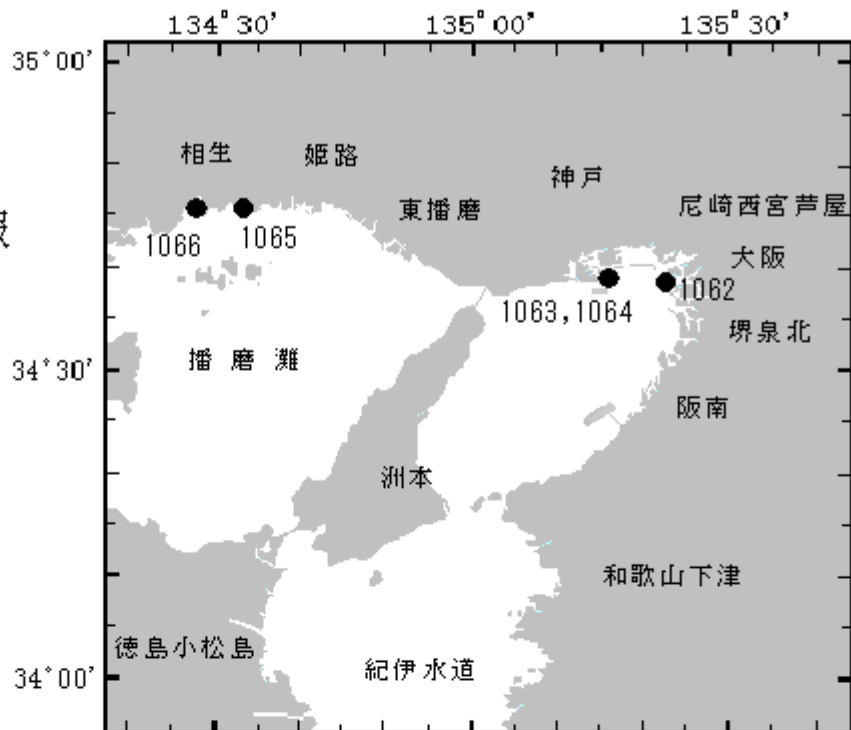 134°30' 135°00' 135°30'
35°00'
相生 姫路 神戸
東播磨 尼崎西宮芦屋
1066 1065 大阪
1063,1064 1062
堺泉北
34°30' 播磨灘
阪南
洲本
和歌山下津
徳島小松島
34°00' 紀伊水道